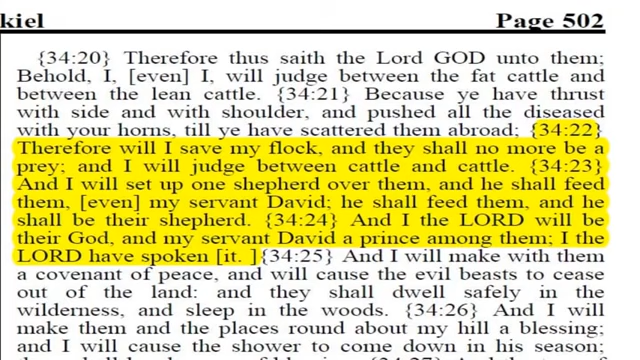 kiel Page 502
{34:20} Therefore thus saith the Lord GOD unto them;
Behold, I, [even] I, will judge between the fat cattle and
between the lean cattle. {34:21} Because ye have thrust
with side and with shoulder, and pushed all the diseased
with your horns, till ye have scattered them abroad; {34:22}
Therefore will I save my flock, and they shall no more be a
prey; and I will judge between cattle and cattle. {34:23}
And I will set up one shepherd over them, and he shall feed
them, [even] my servant David; he shall feed them, and he
shall be their shepherd. {34:24} And I the LORD will be
their God, and my servant David a prince among them; I the
LORD have spoken [it. ]{34:25} And I will make with them
a covenant of peace, and will cause the evil beasts to cease
out of the land: and they shall dwell safely in the
wilderness, and sleep in the woods. {34:26} And I will
make them and the places round about my hill a blessing;
and I will cause the shower to come down in his season;